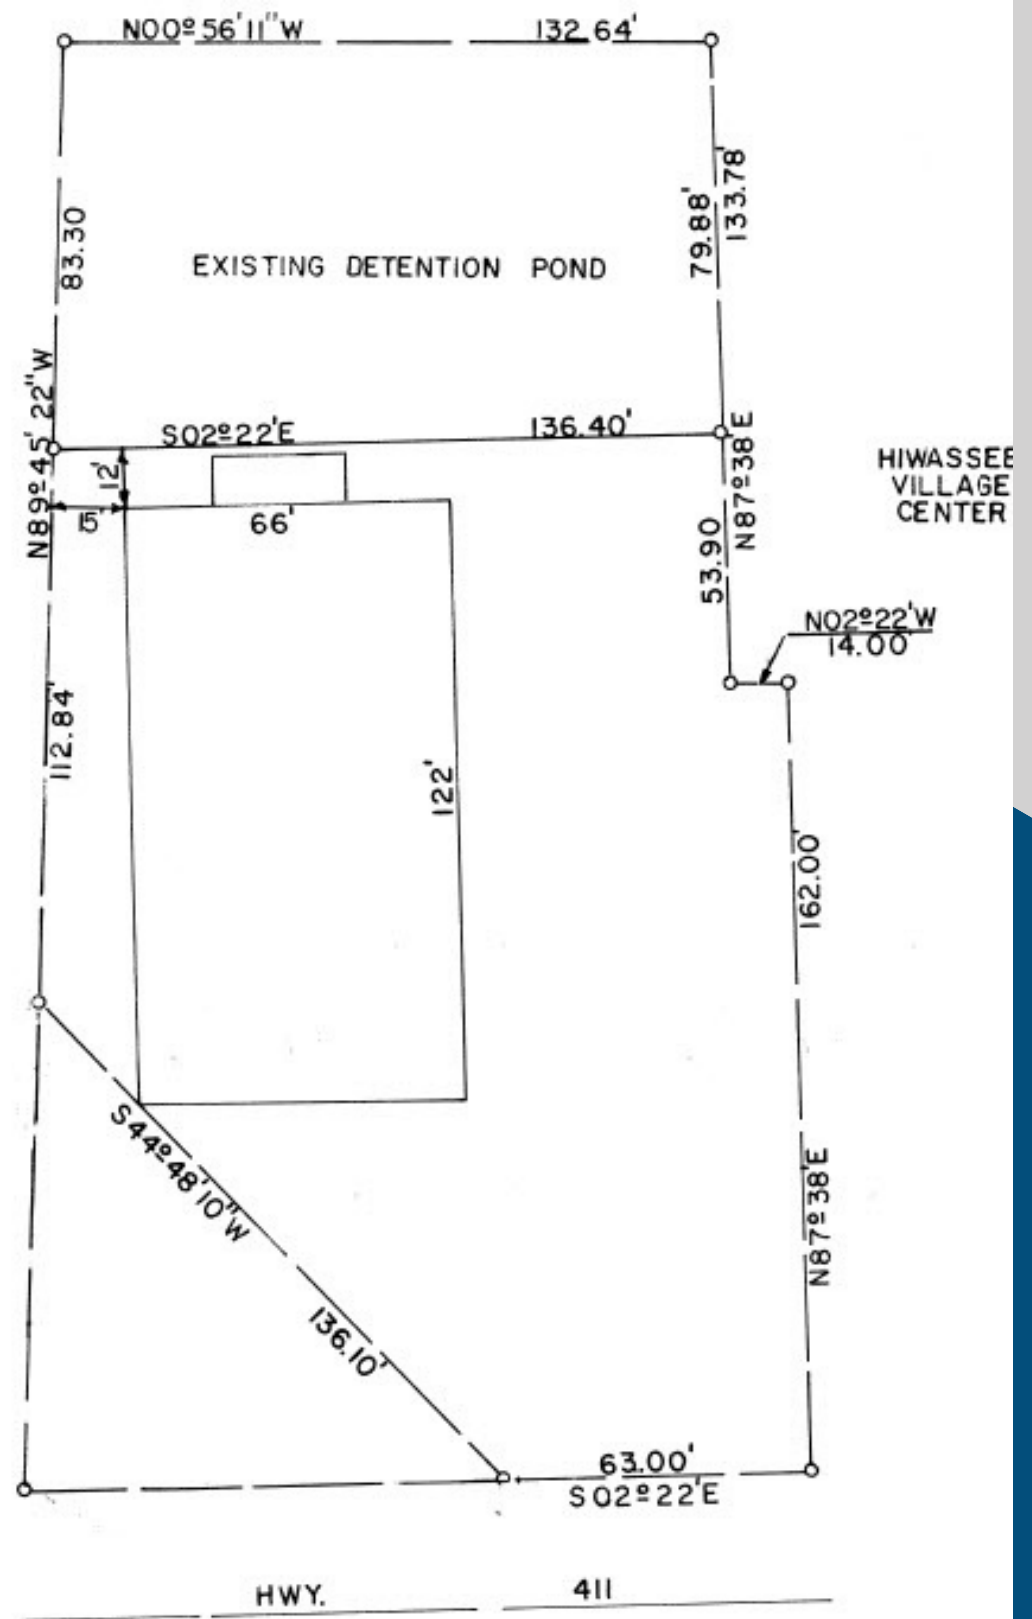 N00º56'11"W
132.64'
83.30
79.88'
133.78'
EXISTING DETENTION POND
N89º45' 22"W
S02º22'E
136.40'
N87º38'E
HIWASSEE
VILLAGE
CENTER
12'
15'
66'
53.90
N02º22'W
14.00'
112.84'
122'
162.00'
S44º48'10"W
N87º38'E
136.10'
63.00'
S02º22'E
HWY. 411